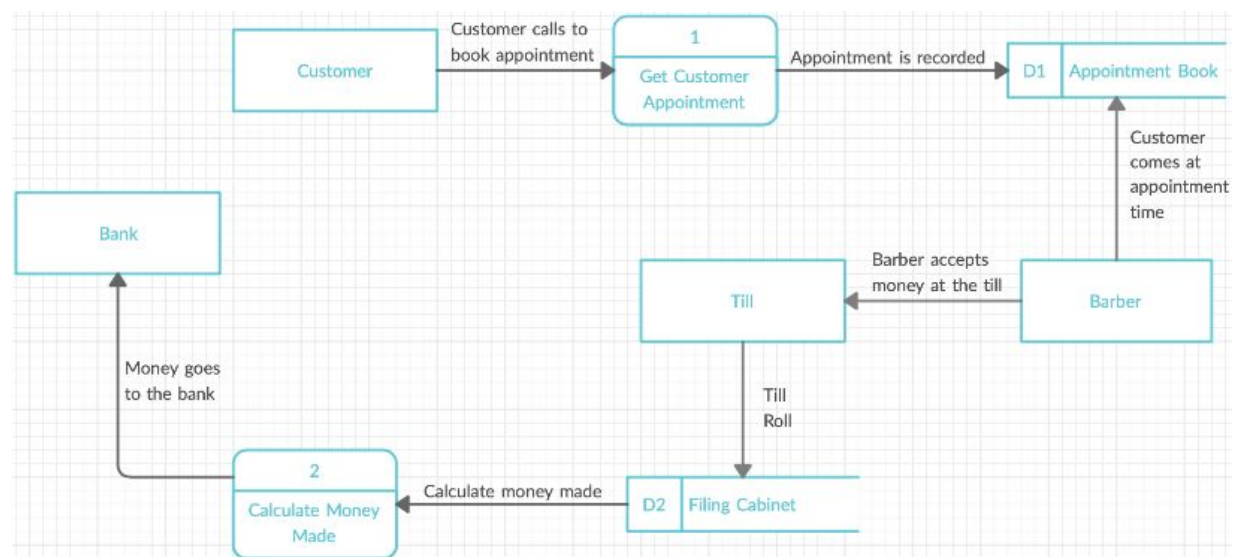 Customer
Customer calls to
book appointment
1
Get Customer
Appointment
Appointment is recorded
D1
Appointment Book
Customer
comes at
appointment
time
Bank
Till
Barber accepts
money at the till
Barber
Money goes
to the bank
Till
Roll
2
Calculate Money
Made
Calculate money made
D2
Filing Cabinet